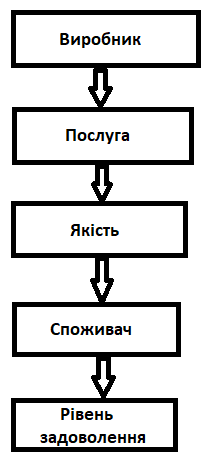 Виробник
Послуга
Якість
Споживач
Рівень
задоволення